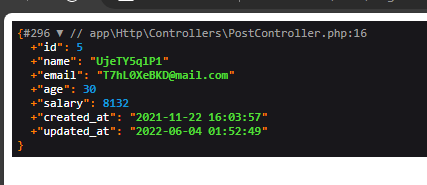 {#296 ▼ // app\Http\Controllers\PostController.php:16
+"id": 5
+"name": "UjeTY5qlP1"
+"email": "T7hL0XeBKD@mail.com"
+"age": 30
+"salary": 8132
+"created_at": "2021-11-22 16:03:57"
+"updated_at": "2022-06-04 01:52:49"
}